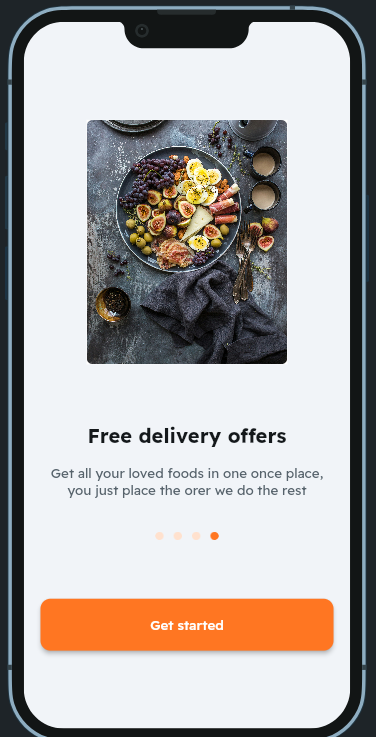 Free delivery offers
Get all your loved foods in one once place,
you just place the orer we do the rest
Get started